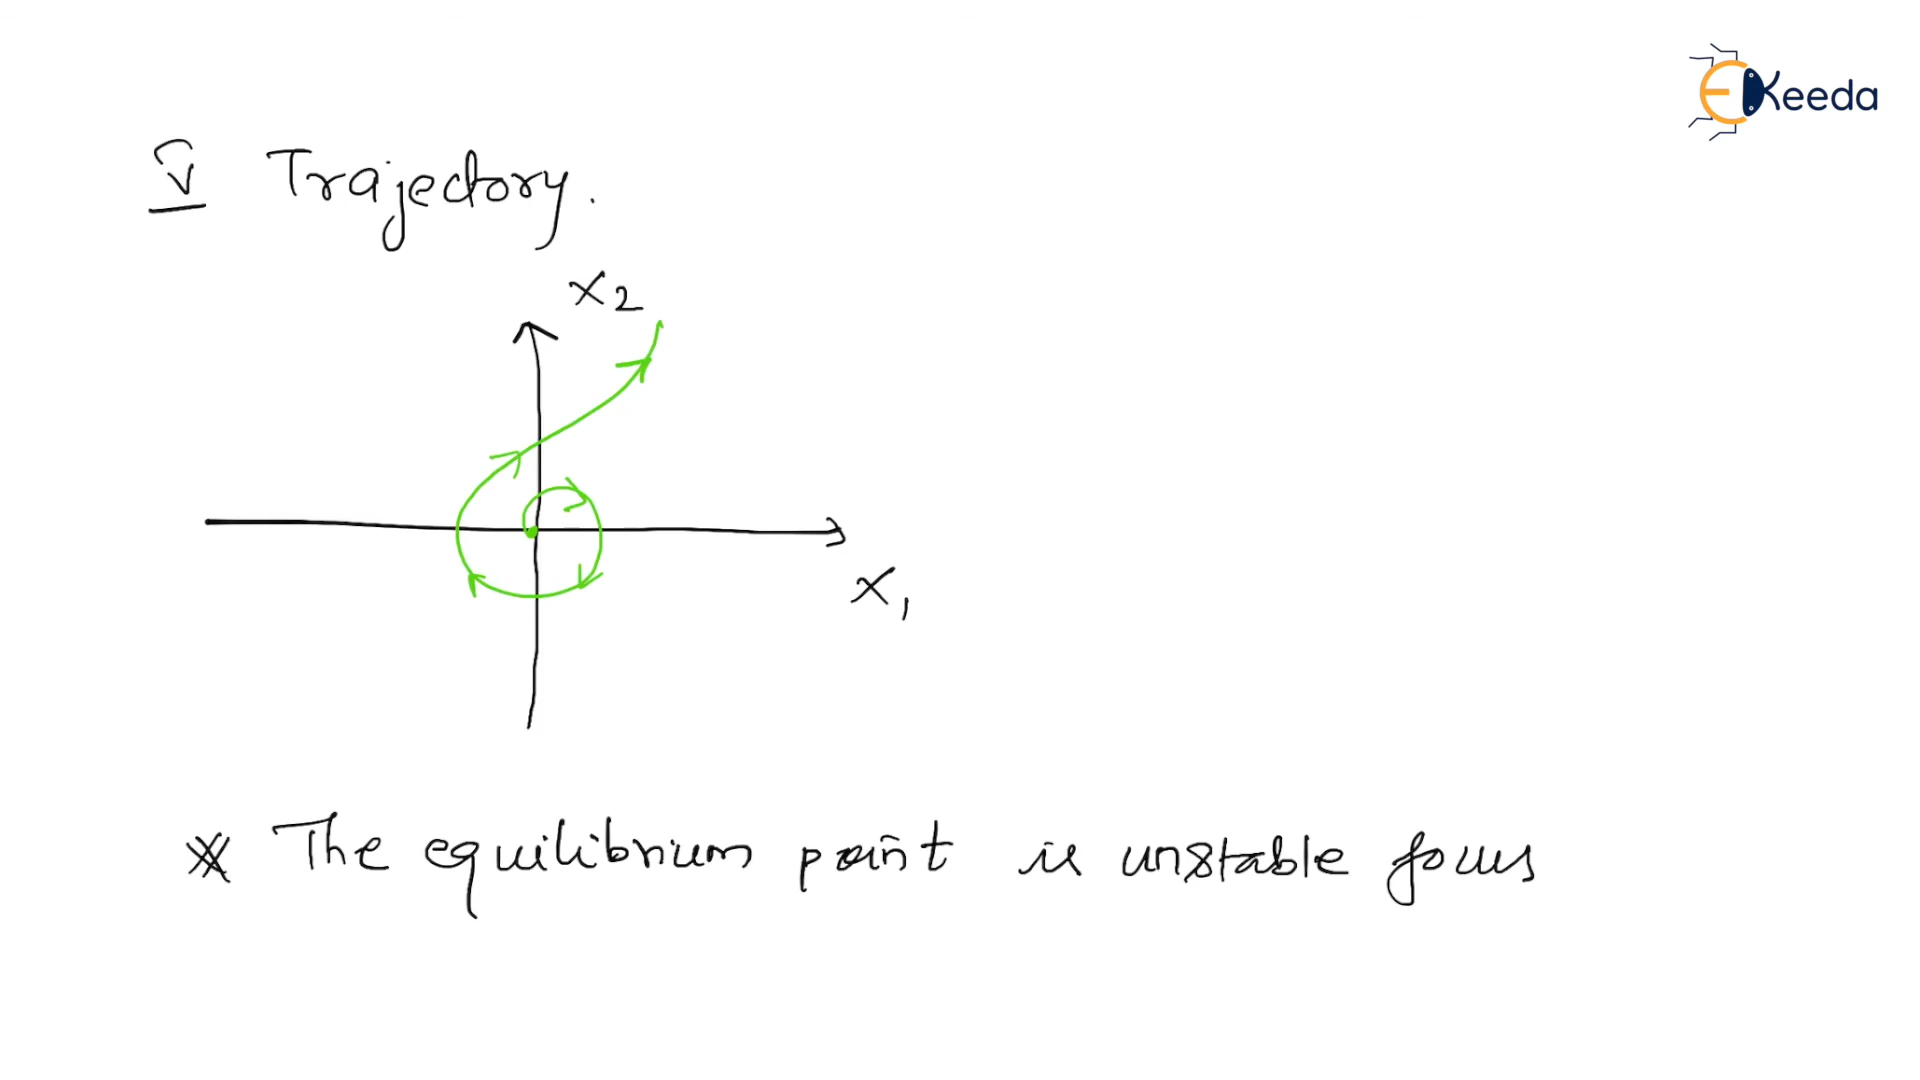 EKeeda
V Trajectory.
x2
x1
* The equilibrium point is unstable focus